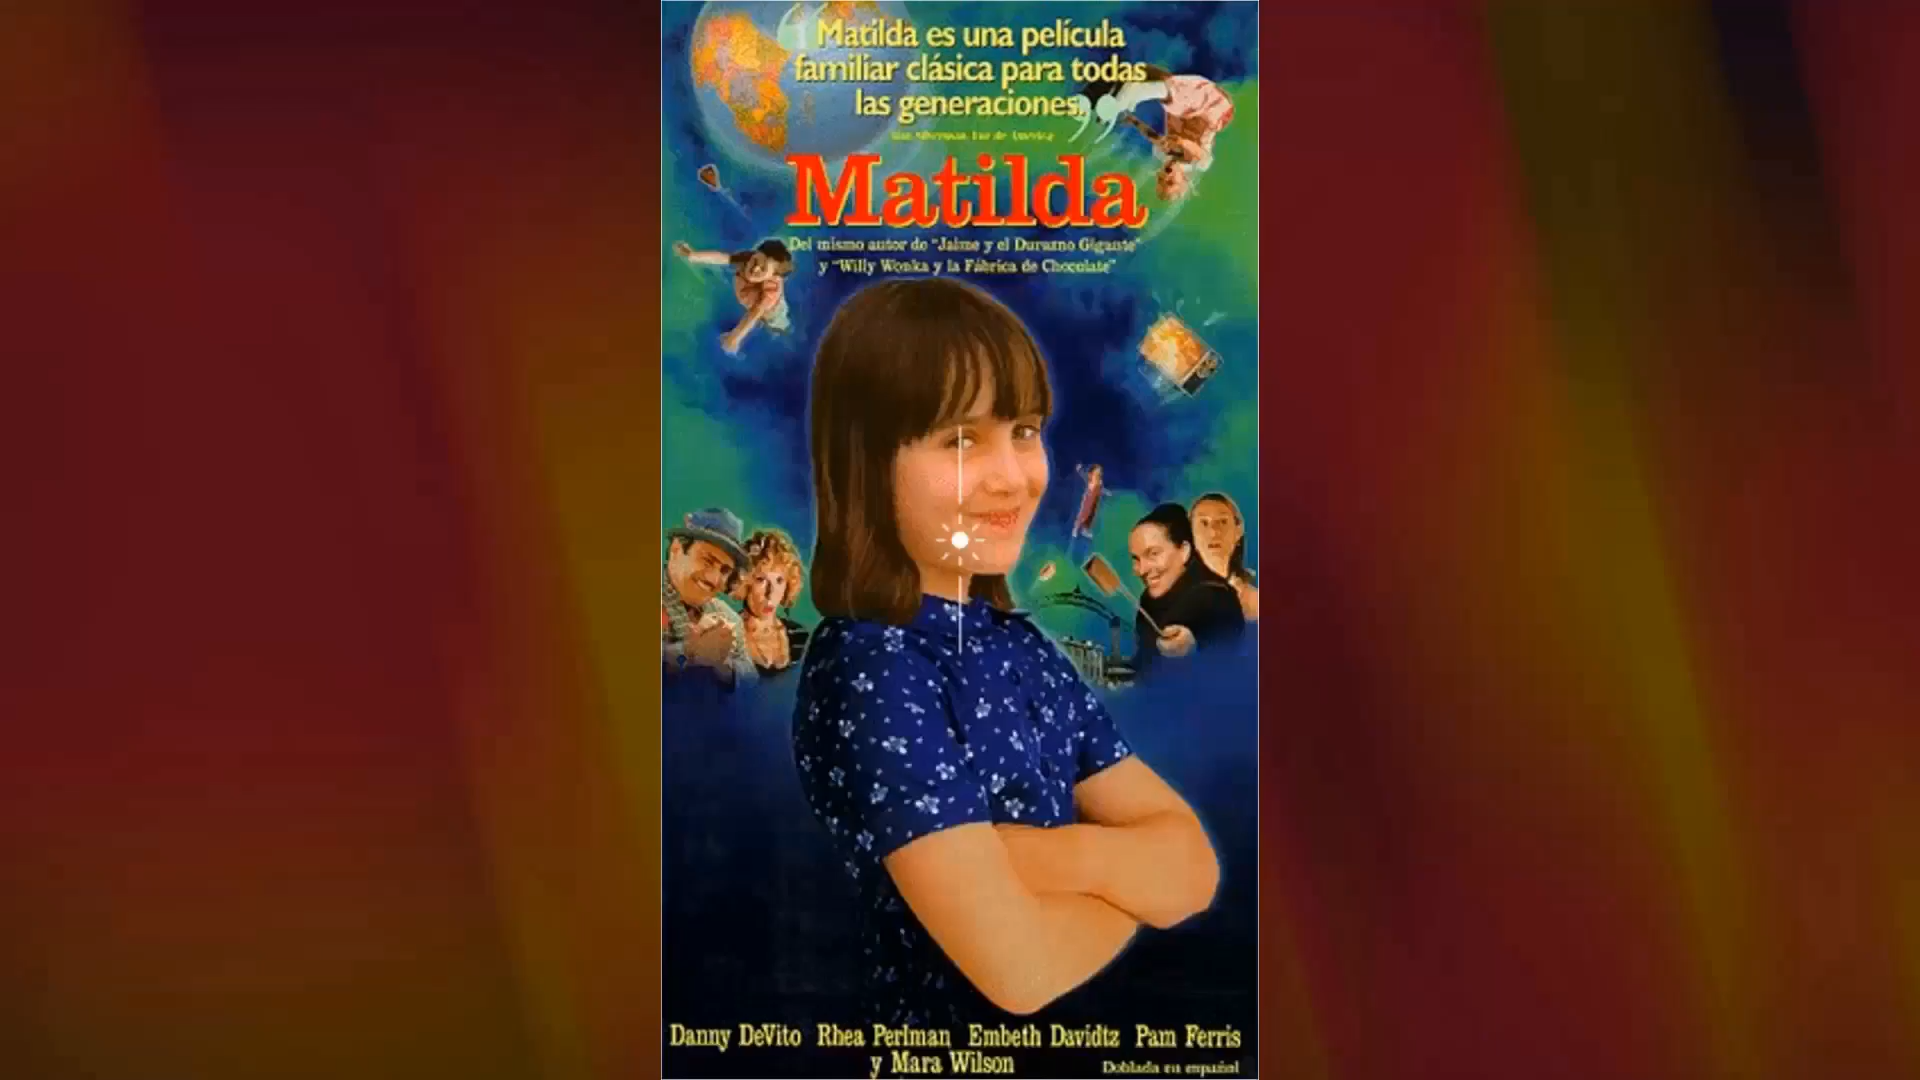 “Matilda es una película
familiar clásica para todas
las generaciones.”
Matilda
Del mismo autor de "Jaime y el Durazno Gigante"
y "Willy Wonka y la Fábrica de Chocolate"
Danny DeVito Rhea Perlman Embeth Davidtz Pam Ferris
y Mara Wilson
Doblada en español